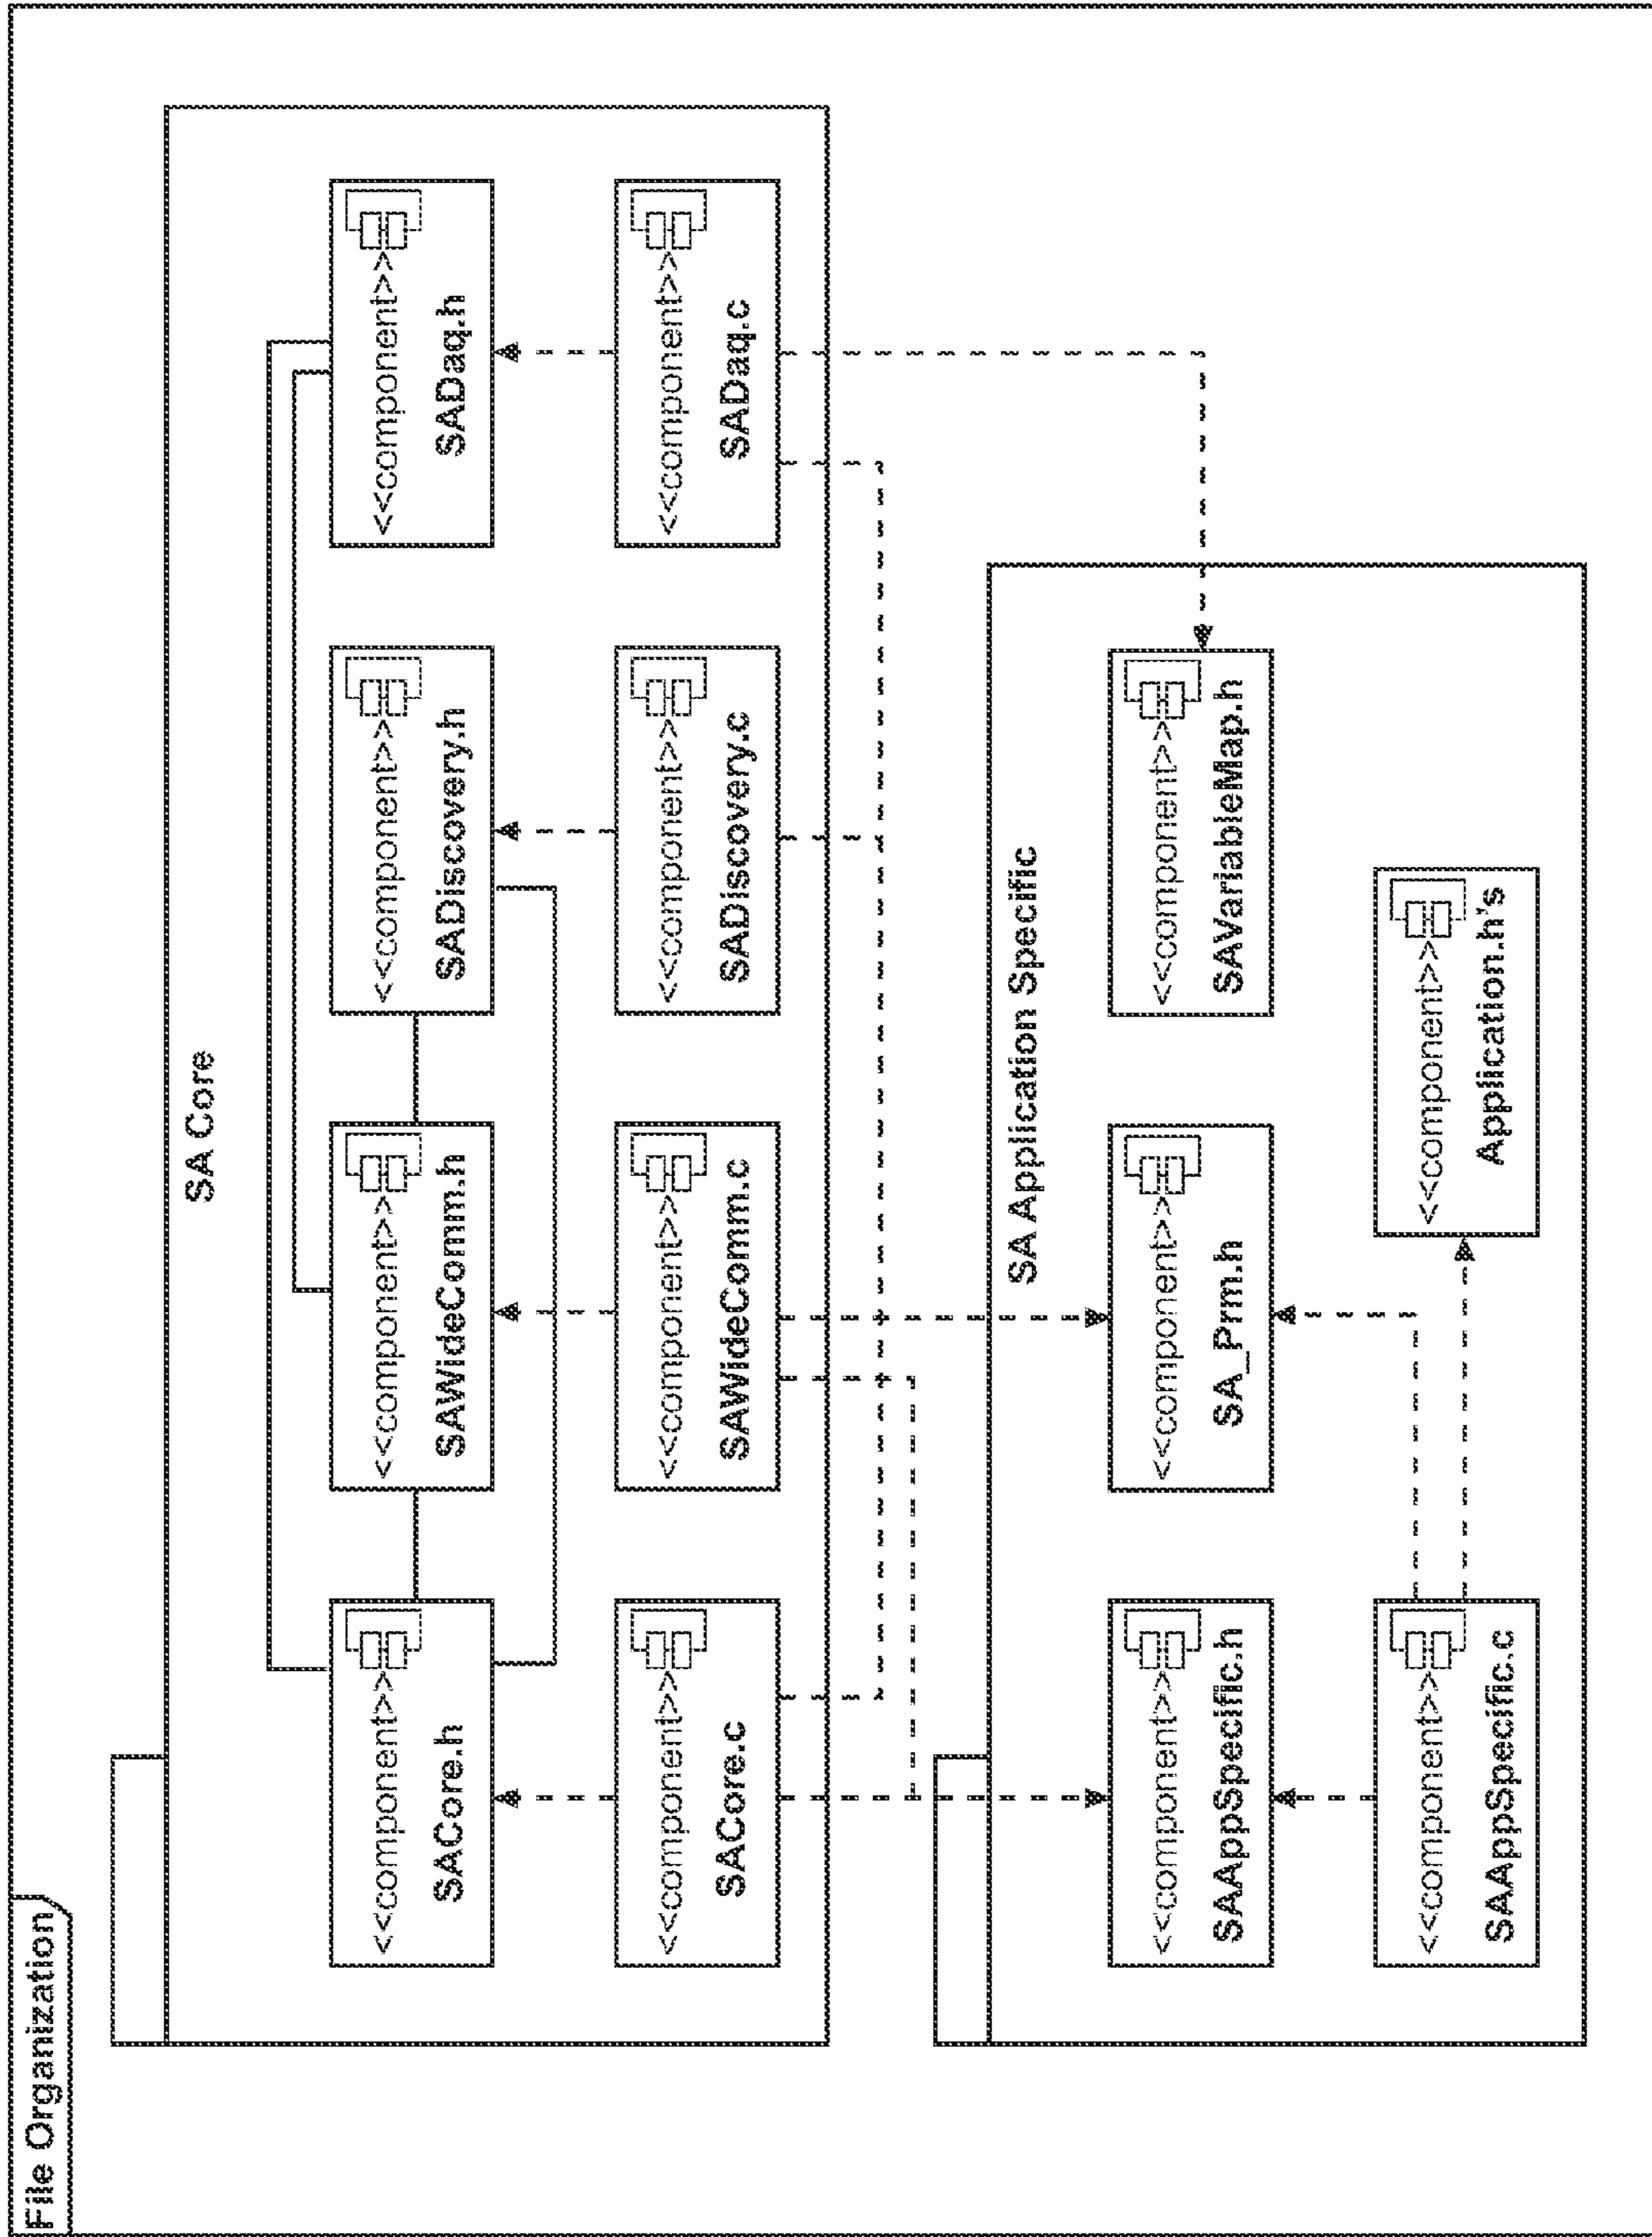 File Organization
SA Core
<<component>>
SACore.h
<<component>>
SAWideComm.h
<<component>>
SADiscovery.h
<<component>>
SADaq.h
<<component>>
SACore.c
<<component>>
SAWideComm.c
<<component>>
SADiscovery.c
<<component>>
SADaq.c
SA Application Specific
<<component>>
SAAppSpecific.h
<<component>>
SA_Prm.h
<<component>>
SAVariableMap.h
<<component>>
SAAppSpecific.c
<<component>>
Application.h's